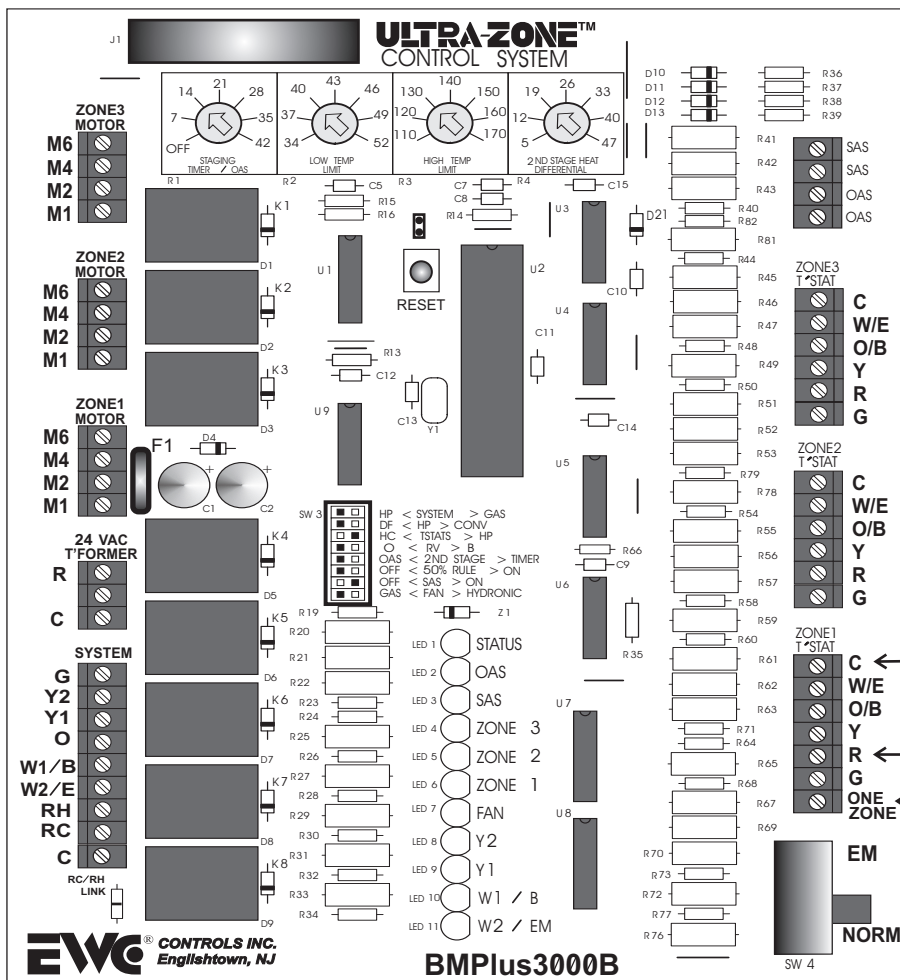 J1
ULTRA-ZONE™
CONTROL SYSTEM
14 21 28
7 35
OFF 42
STAGING
TIMER / OAS
40 43 46
37 49
34 52
LOW TEMP
LIMIT
130 140 150
120 160
110 170
HIGH TEMP
LIMIT
19 26 33
12 40
5 47
2ND STAGE HEAT
DIFFERENTIAL
R1
R2
R3
R4
ZONE3
MOTOR
M6
M4
M2
M1
ZONE2
MOTOR
M6
M4
M2
M1
ZONE1
MOTOR
M6
M4
M2
M1
24 VAC
T'FORMER
R
C
SYSTEM
G
Y2
Y1
O
W1/B
W2/E
RH
RC
C
RC/RH
LINK
K1
D1
K2
D2
K3
D3
F1
D4
+ +
C1 C2
K4
D5
K5
D6
K6
D7
K7
D8
K8
D9
C5
R15
R16
U1
R13
C12
U9
C7
C8
R14
RESET
U2
C11
C13
Y1
C15
U3
D21
C10
U4
C14
U5
R66
C9
U6
R35
U7
U8
SW 3
HP < SYSTEM > GAS
DF < HP > CONV
HC < TSTATS > HP
O < RV > B
OAS < 2ND STAGE > TIMER
OFF < 50% RULE > ON
OFF < SAS > ON
GAS < FAN > HYDRONIC
R19
Z1
R20
R21
R22
R23
R24
R25
R26
R27
R28
R29
R30
R31
R32
R33
R34
LED 1 STATUS
LED 2 OAS
LED 3 SAS
LED 4 ZONE 3
LED 5 ZONE 2
LED 6 ZONE 1
LED 7 FAN
LED 8 Y2
LED 9 Y1
LED 10 W1 / B
LED 11 W2 / EM
D10 R36
D11 R37
D12 R38
D13 R39
R41
R42
R43
R40
R82
R81
R44
R45
R46
R47
R48
R49
R50
R51
R52
R53
R79
R78
R54
R55
R56
R57
R58
R59
R60
R61
R62
R63
R71
R64
R65
R68
R67
R69
R70
R73
R72
R77
R76
SAS
SAS
OAS
OAS
ZONE3
T'STAT
C
W/E
O/B
Y
R
G
ZONE2
T'STAT
C
W/E
O/B
Y
R
G
ZONE1
T'STAT
C
W/E
O/B
Y
R
G
ONE
ZONE
EM
NORM
SW 4
EWC® CONTROLS INC.
Englishtown, NJ
BMPlus3000B